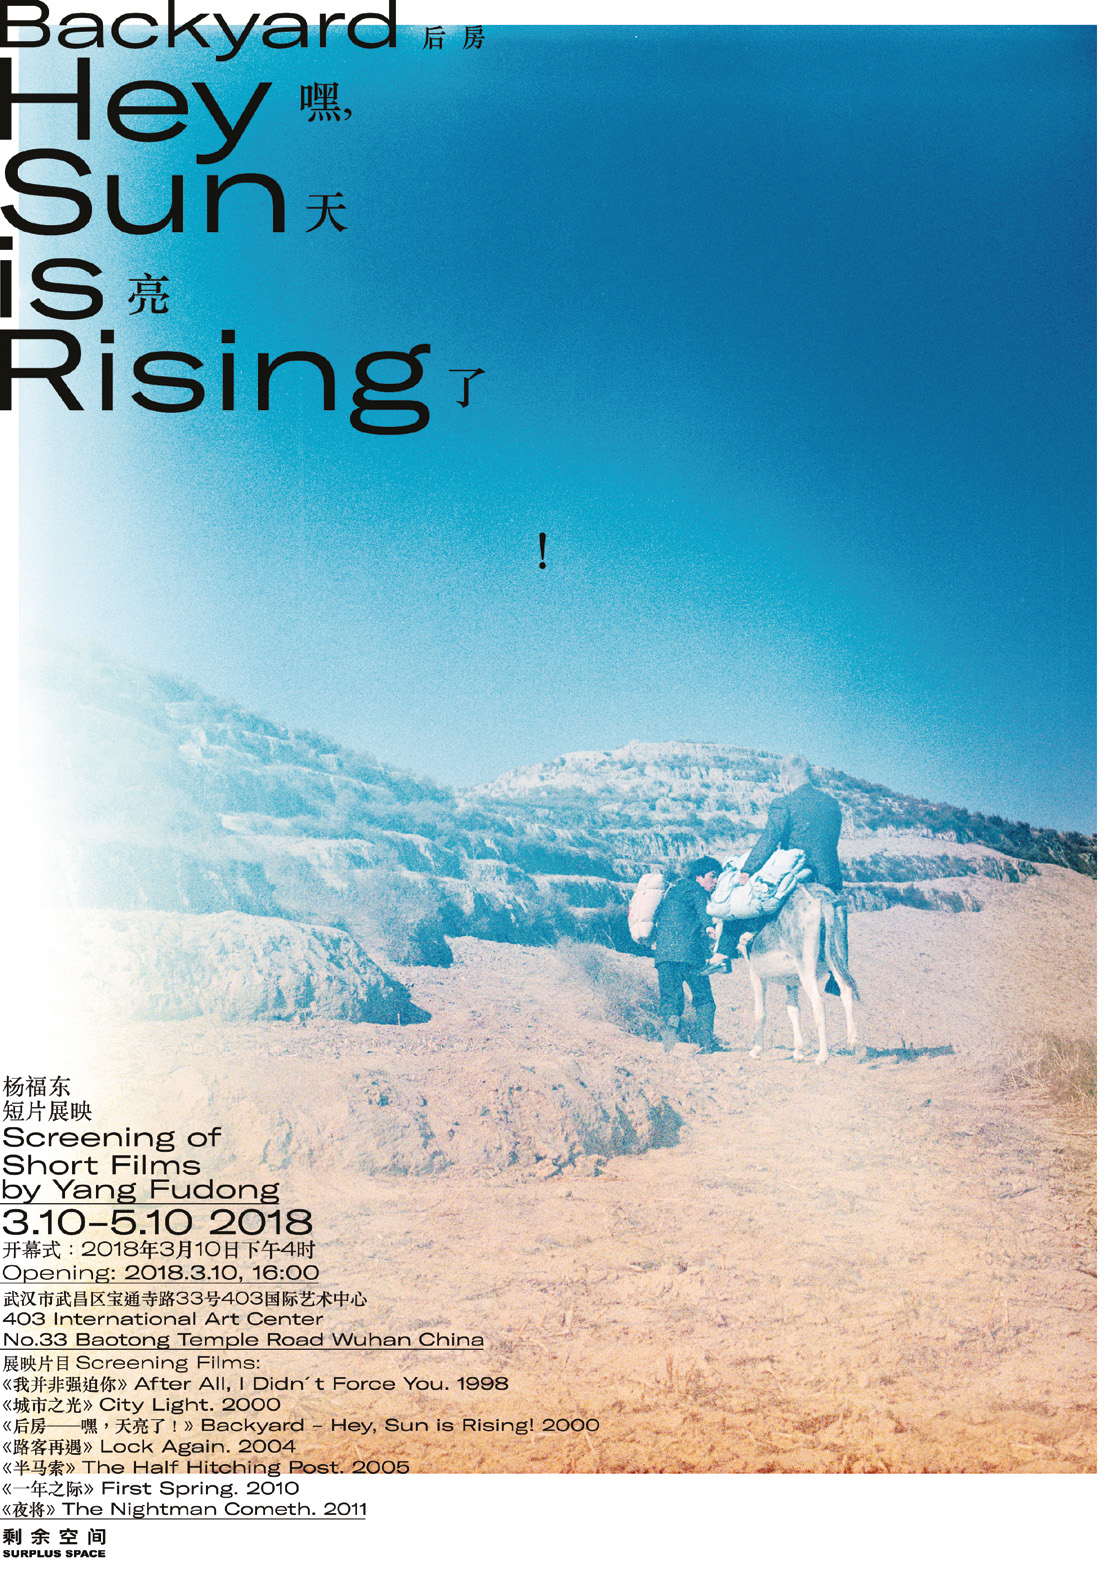 Backyard 后房
Hey 嘿,
Sun 天
is 亮
Rising 了
！
杨福东
短片展映
Screening of
Short Films
by Yang Fudong
3.10–5.10 2018
开幕式：2018年3月10日下午4时
Opening: 2018.3.10, 16:00
武汉市武昌区宝通寺路33号403国际艺术中心
403 International Art Center
No.33 Baotong Temple Road Wuhan China
展映片目 Screening Films:
《我并非强迫你》 After All, I Didn´t Force You. 1998
《城市之光》 City Light. 2000
《后房——嘿，天亮了！》 Backyard – Hey, Sun is Rising! 2000
《路客再遇》 Lock Again. 2004
《半马索》 The Half Hitching Post. 2005
《一年之际》 First Spring. 2010
《夜将》 The Nightman Cometh. 2011
剩余空间
SURPLUS SPACE